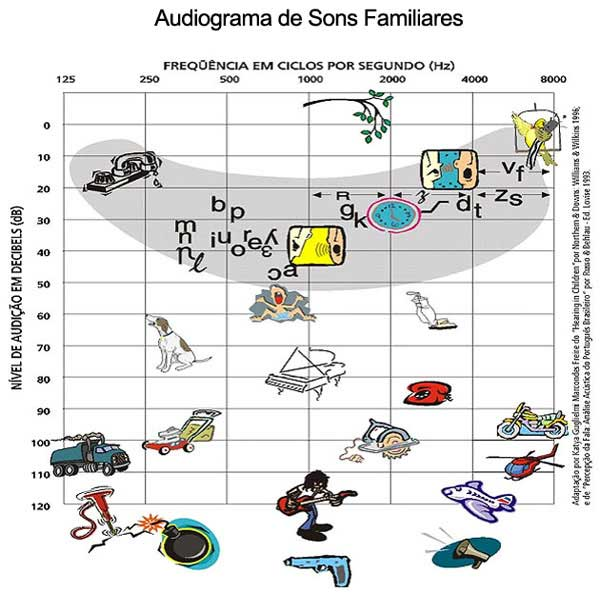 Audiograma de Sons Familiares
FREQÜÊNCIA EM CICLOS POR SEGUNDO (Hz)
125 250 500 1000 2000 4000 8000
NÍVEL DE AUDIÇÃO EM DECIBELS (dB)
0
10
20
30
40
50
60
70
80
90
100
110
120
v f
R z z s
b p g k d t
m
n i u o r e ɛ ʎ
ɲ l
ɔ a
Adaptação por Katya Guglielmi Marcondes Freire do "Hearing in Children" por Northern & Downs Williams & Wilkins 1996;
e de "Percepção da Fala: Análise Acústica do Português Brasileiro" por Russo & Behlau - Ed. Lovise 1993.